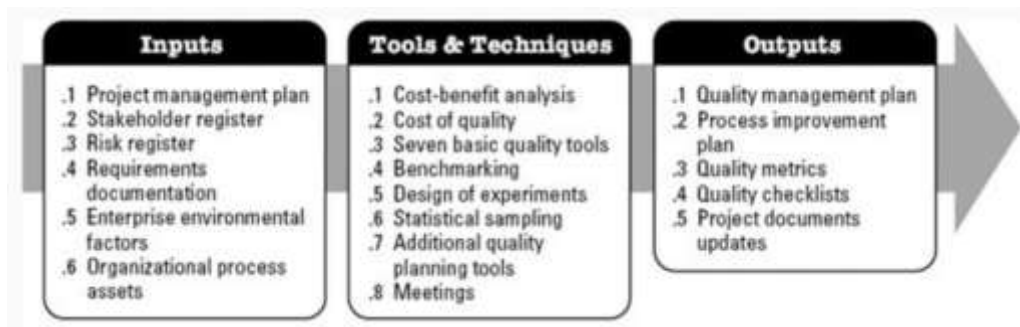 Inputs
.1 Project management plan
.2 Stakeholder register
.3 Risk register
.4 Requirements
documentation
.5 Enterprise environmental
factors
.6 Organizational process
assets
Tools & Techniques
.1 Cost-benefit analysis
.2 Cost of quality
.3 Seven basic quality tools
.4 Benchmarking
.5 Design of experiments
.6 Statistical sampling
.7 Additional quality
planning tools
.8 Meetings
Outputs
.1 Quality management plan
.2 Process improvement
plan
.3 Quality metrics
.4 Quality checklists
.5 Project documents
updates